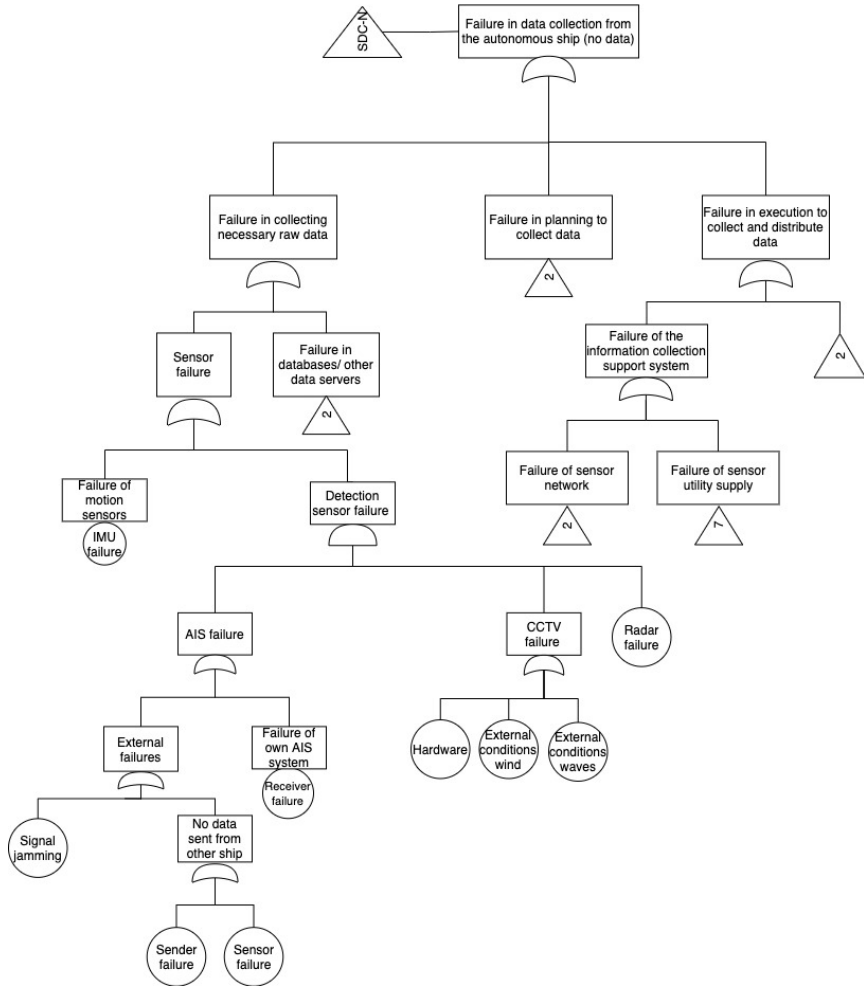 SDC-N
Failure in data collection from
the autonomous ship (no data)
Failure in collecting
necessary raw data
Failure in planning to
collect data
Failure in execution to
collect and distribute
data
2
Sensor
failure
Failure in
databases/ other
data servers
2
Failure of the
information collection
support system
2
Failure of
motion
sensors
IMU
failure
Detection
sensor failure
Failure of sensor
network
2
Failure of sensor
utility supply
7
AIS failure
CCTV
failure
Radar
failure
External
failures
Failure of
own AIS
system
Receiver
failure
Hardware
External
conditions
wind
External
conditions
waves
Signal
jamming
No data
sent from
other ship
Sender
failure
Sensor
failure